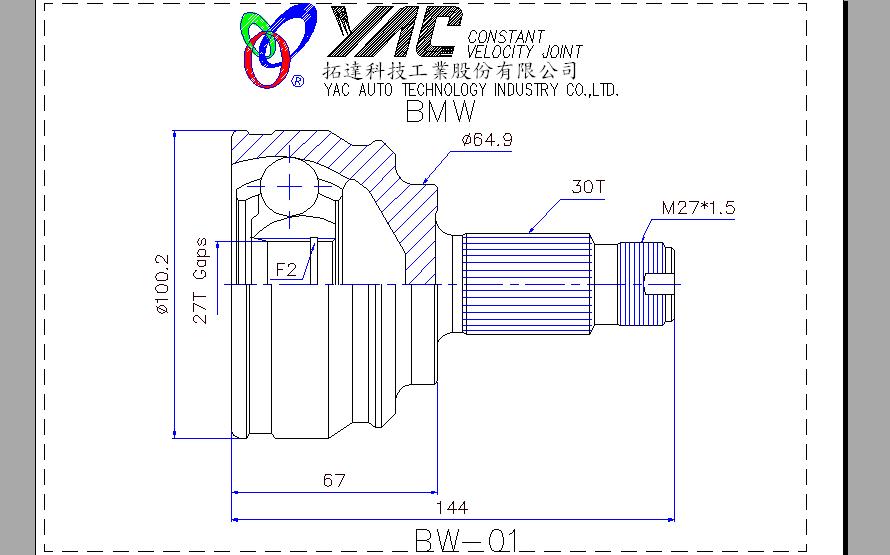 YAC CONSTANT
VELOCITY JOINT
®
拓達科技工業股份有限公司
YAC AUTO TECHNOLOGY INDUSTRY CO.,LTD.
BMW
ø64.9
30T
M27*1.5
ø100.2
27T Gaps
F2
67
144
BW-01